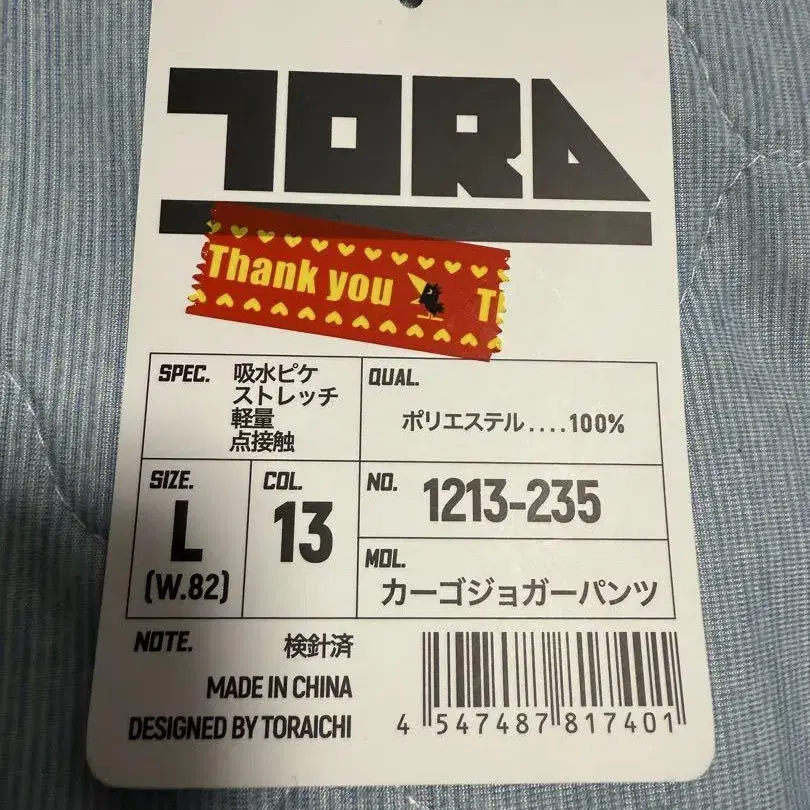 TORA
Thank you
SPEC. 吸水ピケ
ストレッチ
軽量
点接触
QUAL.
ポリエステル....100%
SIZE.
L
(W.82)
COL.
13
NO. 1213-235
MOL.
カーゴジョガーパンツ
NOTE. 検針済
MADE IN CHINA
DESIGNED BY TORAICHI
4 547487 817401